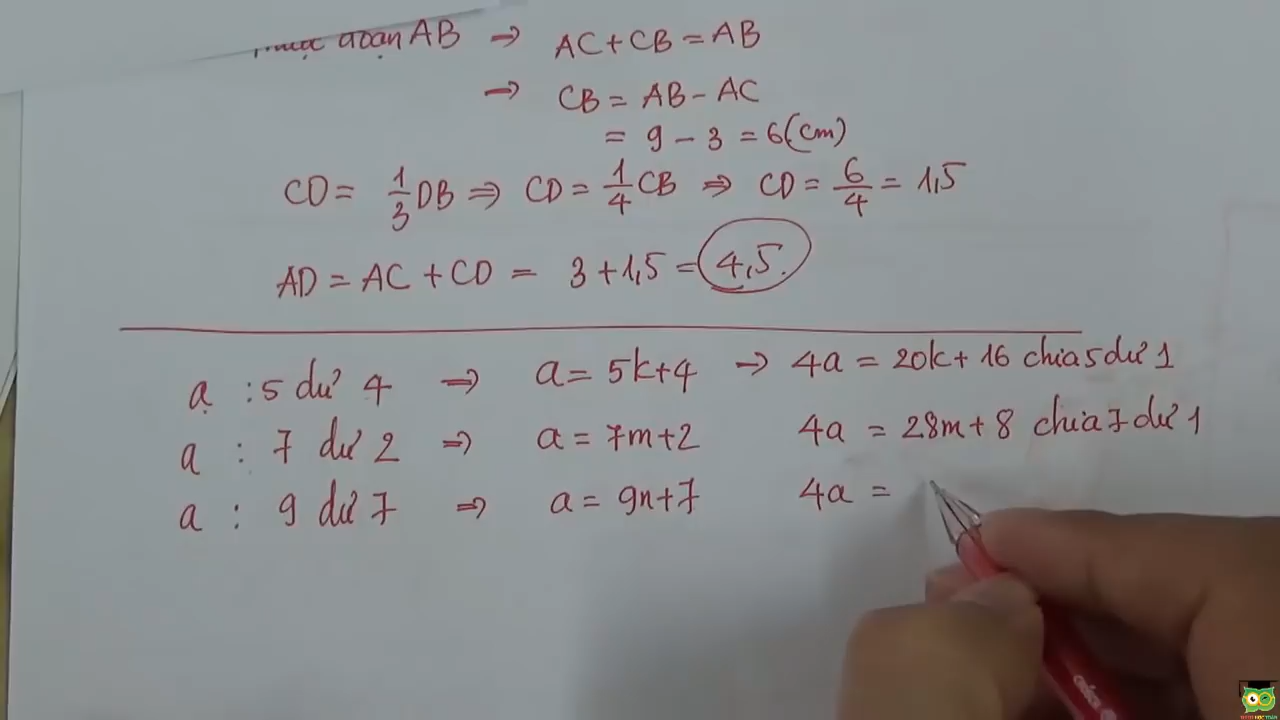 đoạn AB => AC + CB = AB
=> CB = AB - AC
= 9 - 3 = 6 (cm)
CD = 1/3 DB => CD = 1/4 CB => CD = 6/4 = 1,5
AD = AC + CD = 3 + 1,5 = 4,5.
a : 5 dư 4 => a = 5k+4 -> 4a = 20k + 16 chia 5 dư 1
a : 7 dư 2 => a = 7m+2 4a = 28m + 8 chia 7 dư 1
a : 9 dư 7 => a = 9n+7 4a =